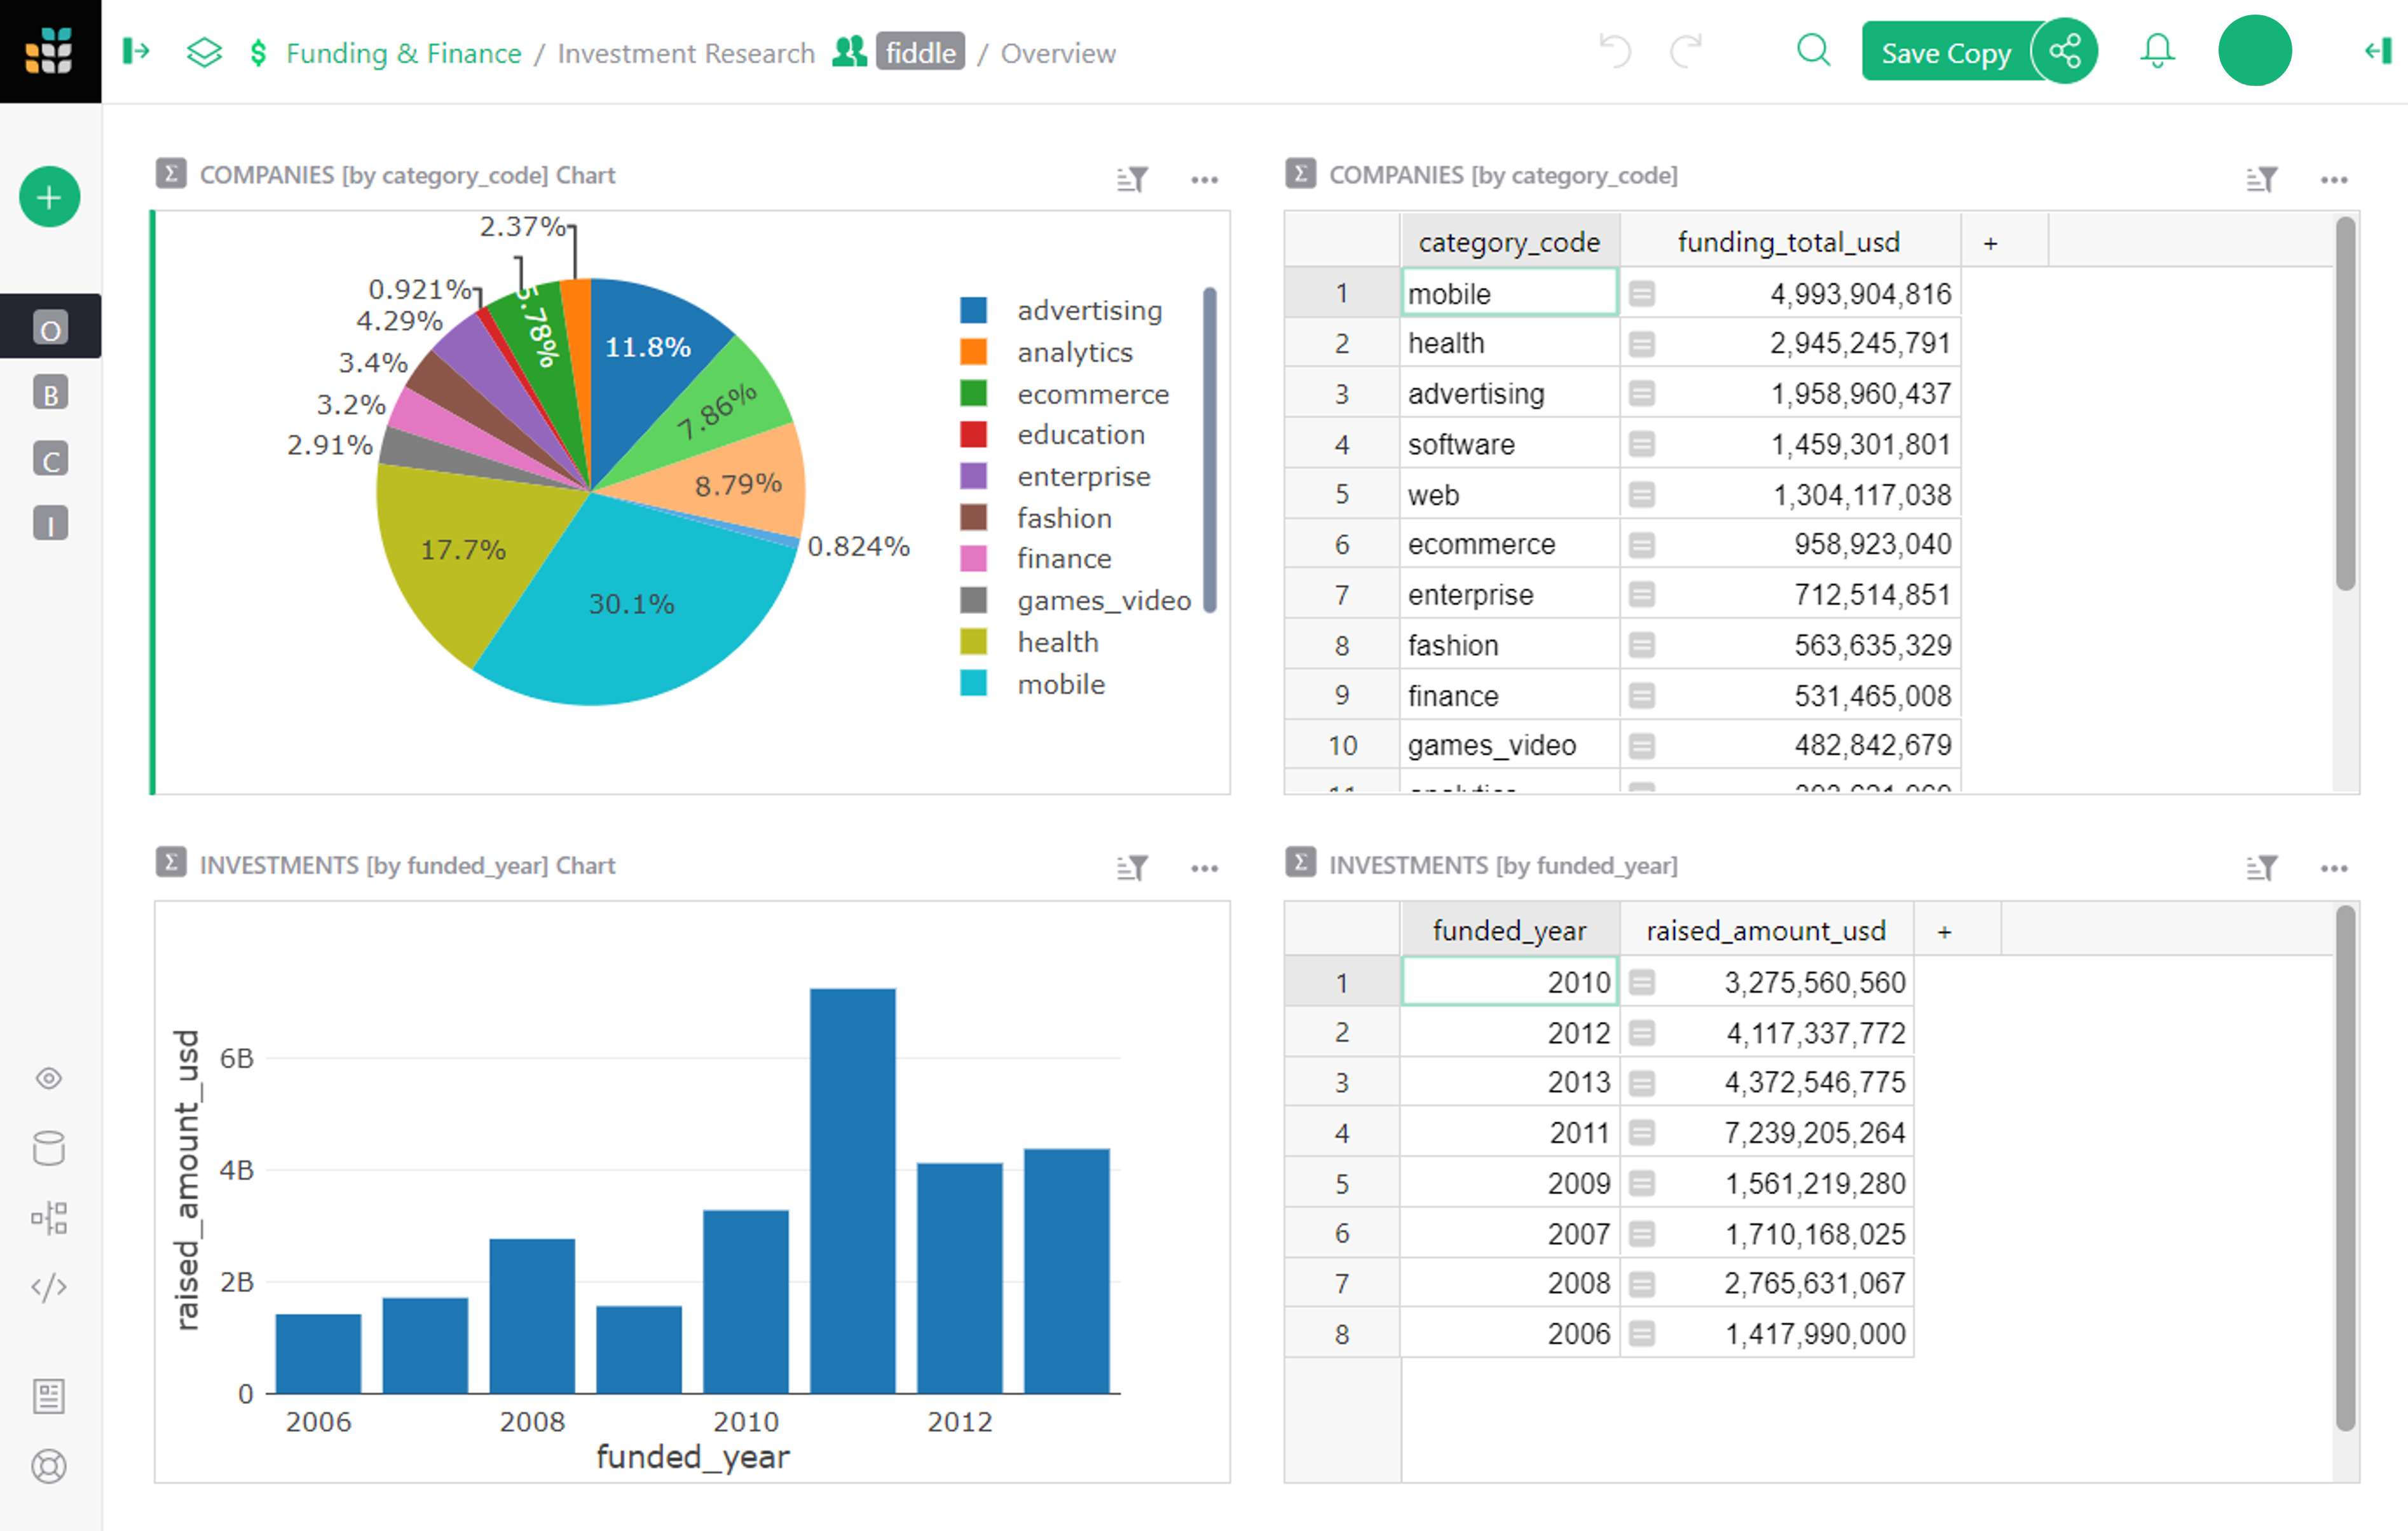 $ Funding & Finance / Investment Research fiddle / Overview
Save Copy
O
B
C
I
Σ COMPANIES [by category_code] Chart
2.37%
0.921%
4.29%
3.4%
3.2%
2.91%
5.78%
11.8%
7.86%
8.79%
0.824%
17.7%
30.1%
advertising
analytics
ecommerce
education
enterprise
fashion
finance
games_video
health
mobile
Σ COMPANIES [by category_code]
category_code funding_total_usd +
1 mobile = 4,993,904,816
2 health = 2,945,245,791
3 advertising = 1,958,960,437
4 software = 1,459,301,801
5 web = 1,304,117,038
6 ecommerce = 958,923,040
7 enterprise = 712,514,851
8 fashion = 563,635,329
9 finance = 531,465,008
10 games_video = 482,842,679
Σ INVESTMENTS [by funded_year] Chart
raised_amount_usd
6B
4B
2B
0
2006 2008 2010 2012
funded_year
Σ INVESTMENTS [by funded_year]
funded_year raised_amount_usd +
1 2010 = 3,275,560,560
2 2012 = 4,117,337,772
3 2013 = 4,372,546,775
4 2011 = 7,239,205,264
5 2009 = 1,561,219,280
6 2007 = 1,710,168,025
7 2008 = 2,765,631,067
8 2006 = 1,417,990,000